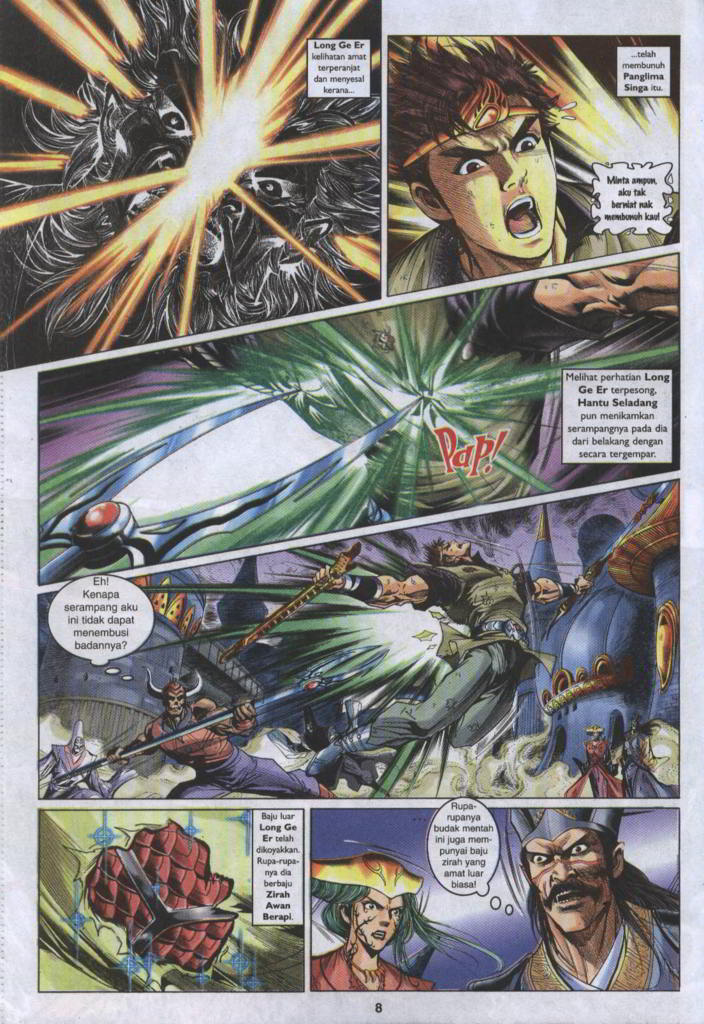 Long Ge Er
kelihatan amat
terperanjat
dan menyesal
kerana...
...telah
membunuh
Panglima
Singa itu.
Minta ampun,
aku tak
berniat nak
membunuh kau!
Melihat perhatian Long
Ge Er terpesong,
Hantu Seladang
pun menikamkan
serampangnya pada dia
dari belakang dengan
secara tergempar.
Pap!
Eh!
Kenapa
serampang aku
ini tidak dapat
menembusi
badannya?
Baju luar
Long Ge
Er telah
dikoyakkan.
Rupa-rupa-
nya dia
berbaju
Zirah
Awan
Berapi.
Rupa-
rupanya
budak mentah
ini juga mem-
punyai baju
zirah yang
amat luar
biasa!
8